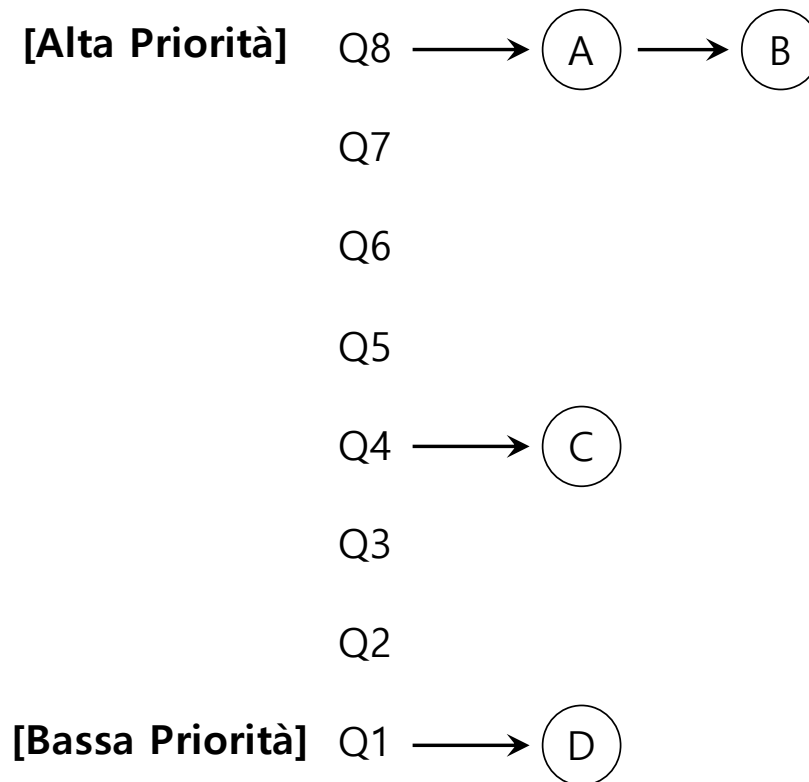 [Alta Priorità] Q8 A B
Q7
Q6
Q5
Q4 C
Q3
Q2
[Bassa Priorità] Q1 D